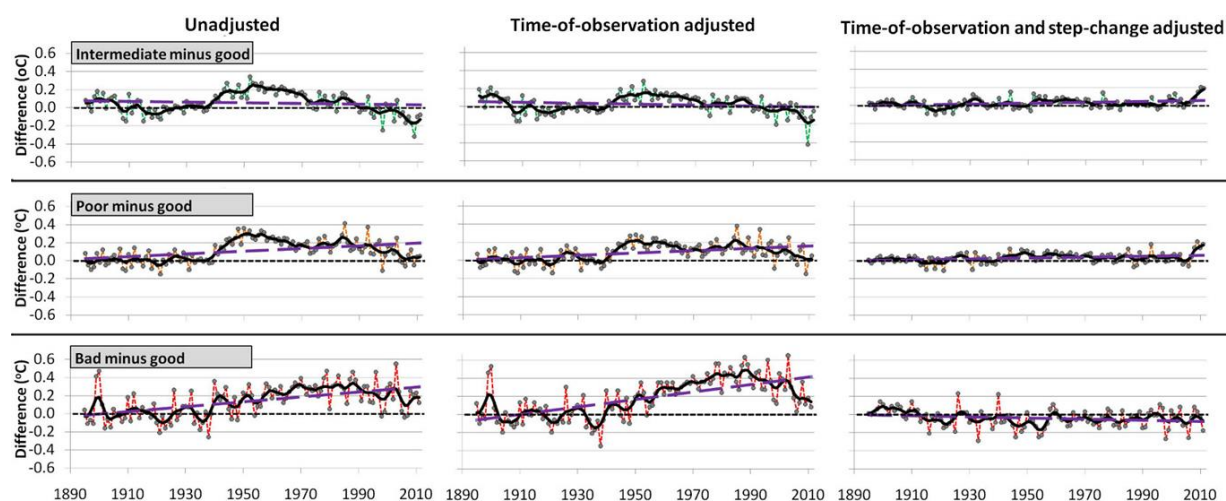 Unadjusted Time-of-observation adjusted Time-of-observation and step-change adjusted
Intermediate minus good
Difference (oC)
0.6
0.4
0.2
0.0
-0.2
-0.4
-0.6
Poor minus good
Difference (°C)
0.6
0.4
0.2
0.0
-0.2
-0.4
-0.6
Bad minus good
Difference (°C)
0.6
0.4
0.2
0.0
-0.2
-0.4
-0.6
1890 1910 1930 1950 1970 1990 2010 1890 1910 1930 1950 1970 1990 2010 1890 1910 1930 1950 1970 1990 2010